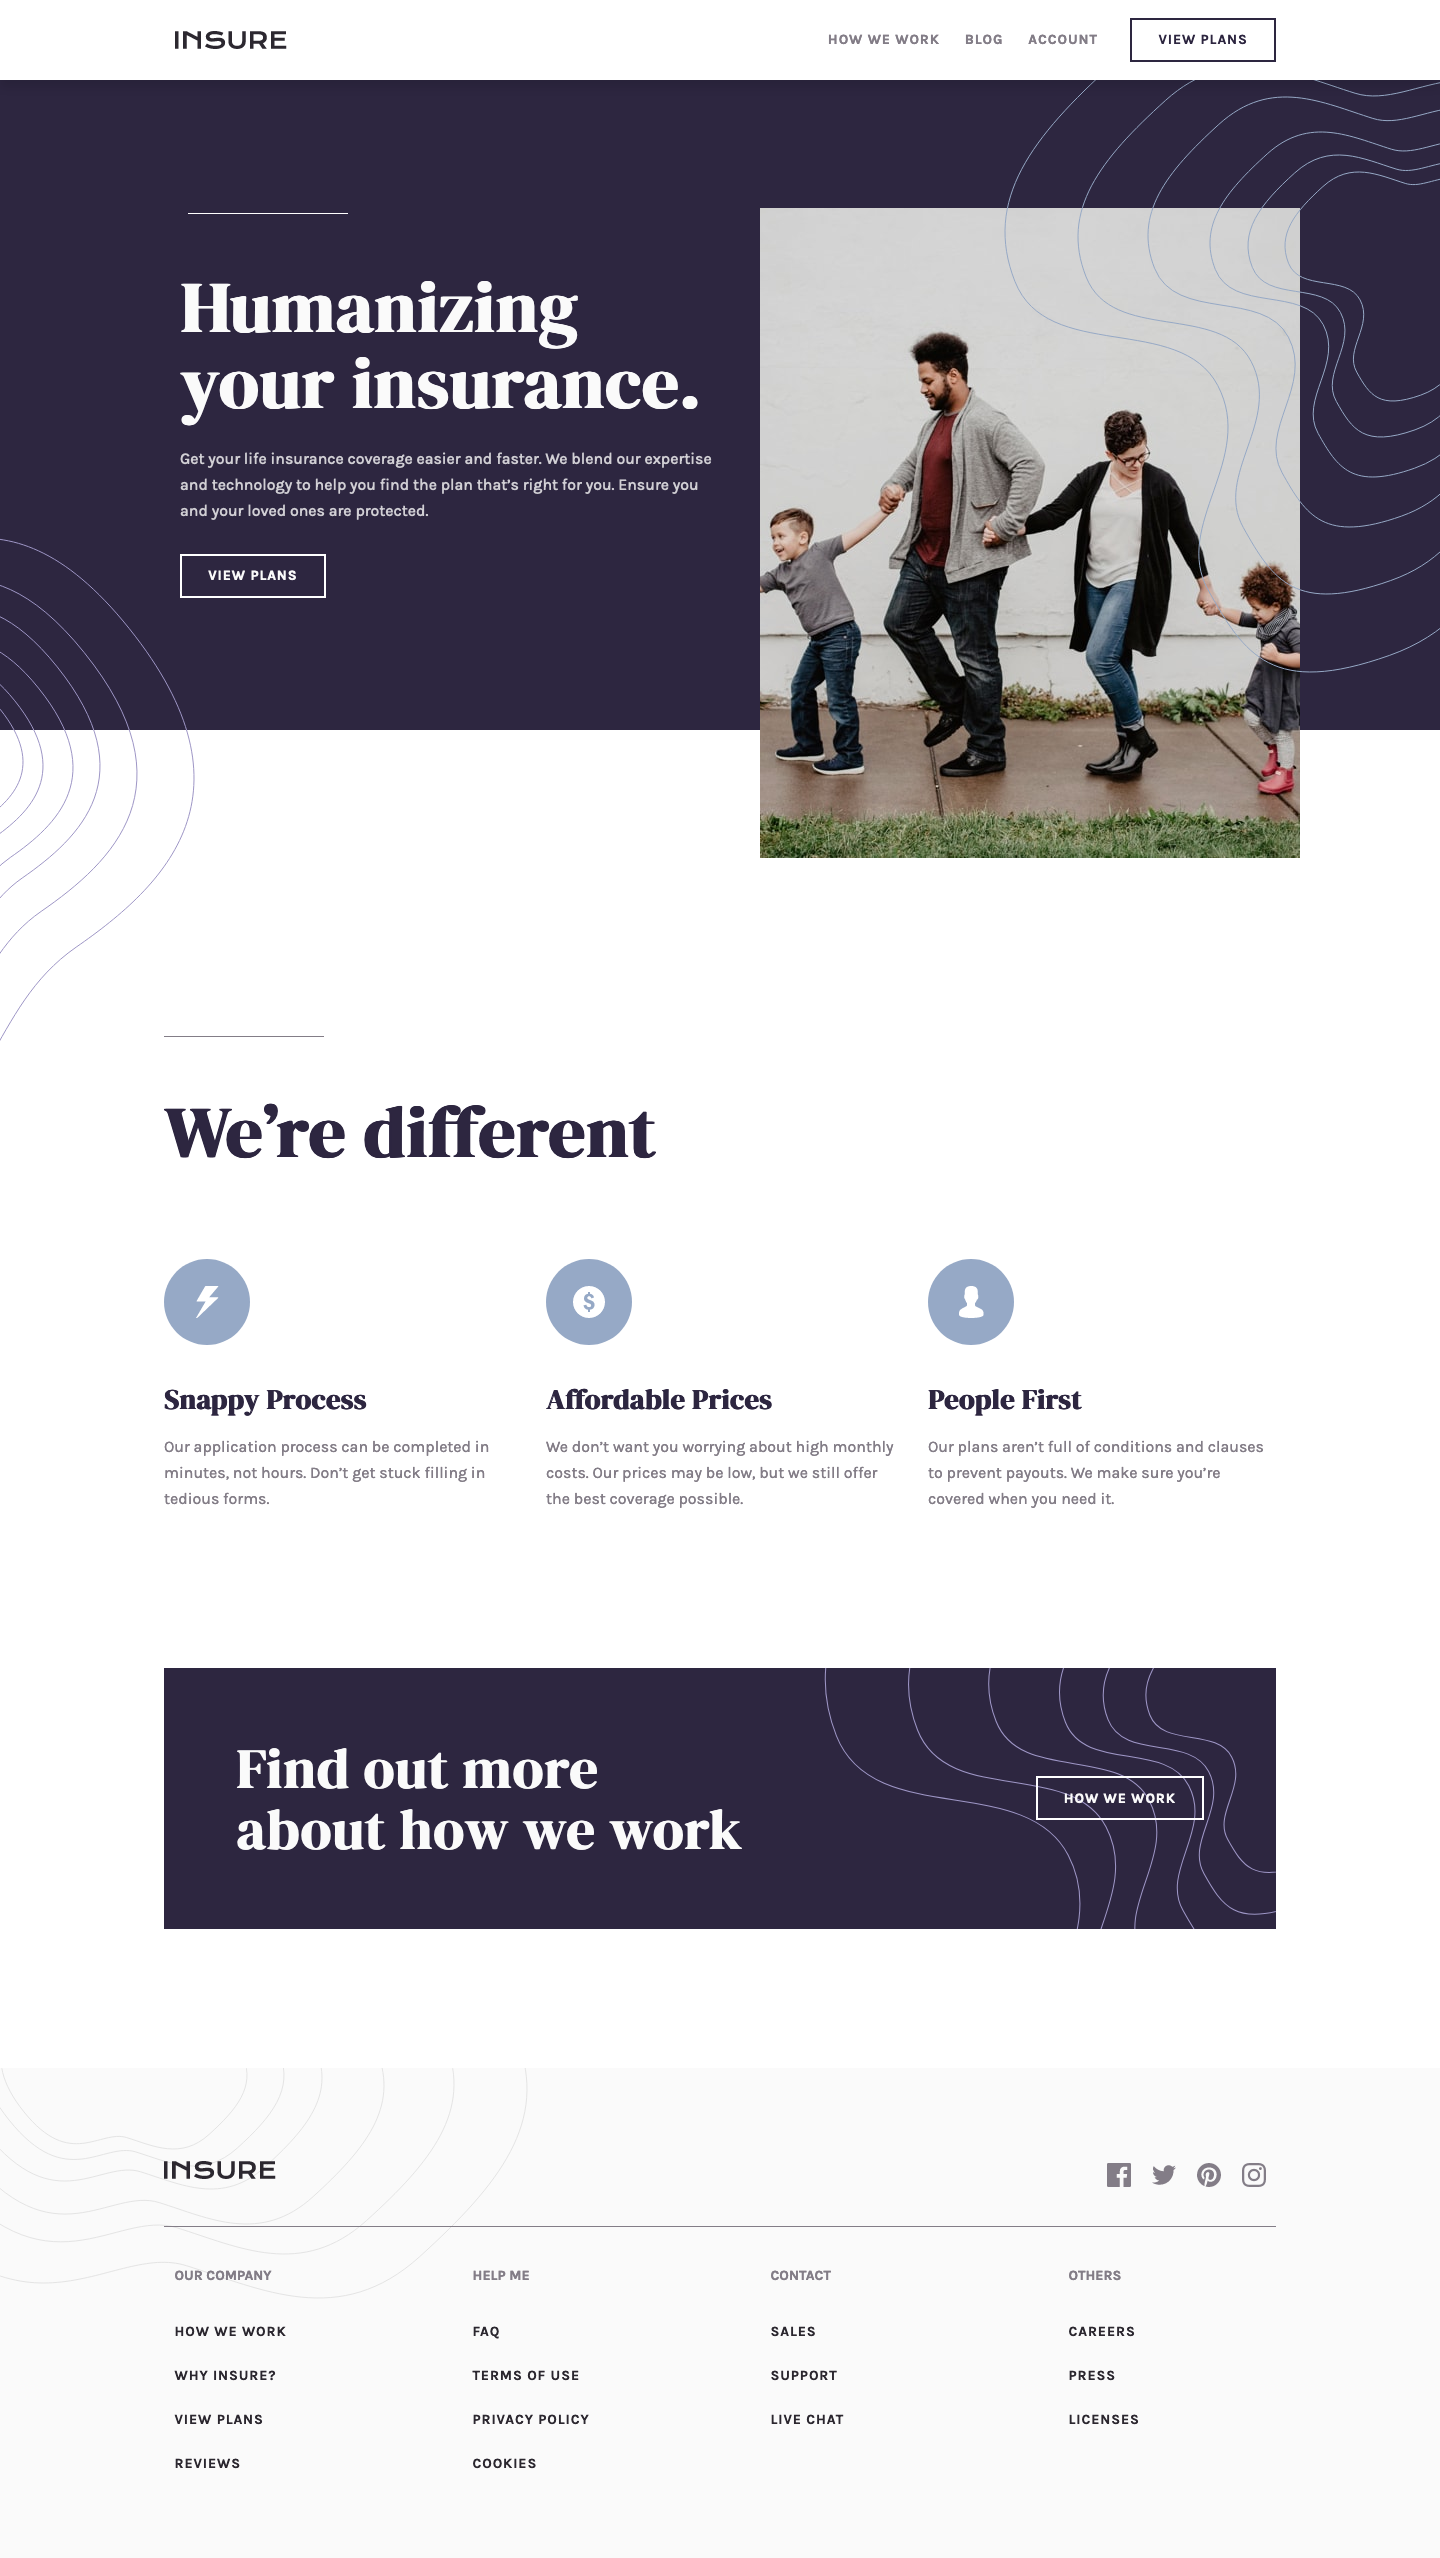 INSURE
HOW WE WORK
BLOG
ACCOUNT
VIEW PLANS
Humanizing
your insurance.
Get your life insurance coverage easier and faster. We blend our expertise
and technology to help you find the plan that’s right for you. Ensure you
and your loved ones are protected.
VIEW PLANS
We’re different
Snappy Process
Our application process can be completed in
minutes, not hours. Don’t get stuck filling in
tedious forms.
Affordable Prices
We don’t want you worrying about high monthly
costs. Our prices may be low, but we still offer
the best coverage possible.
People First
Our plans aren’t full of conditions and clauses
to prevent payouts. We make sure you’re
covered when you need it.
Find out more
about how we work
HOW WE WORK
INSURE
OUR COMPANY
HOW WE WORK
WHY INSURE?
VIEW PLANS
REVIEWS
HELP ME
FAQ
TERMS OF USE
PRIVACY POLICY
COOKIES
CONTACT
SALES
SUPPORT
LIVE CHAT
OTHERS
CAREERS
PRESS
LICENSES